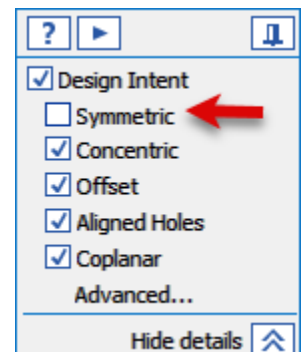 ?
Design Intent
Symmetric
Concentric
Offset
Aligned Holes
Coplanar
Advanced...
Hide details